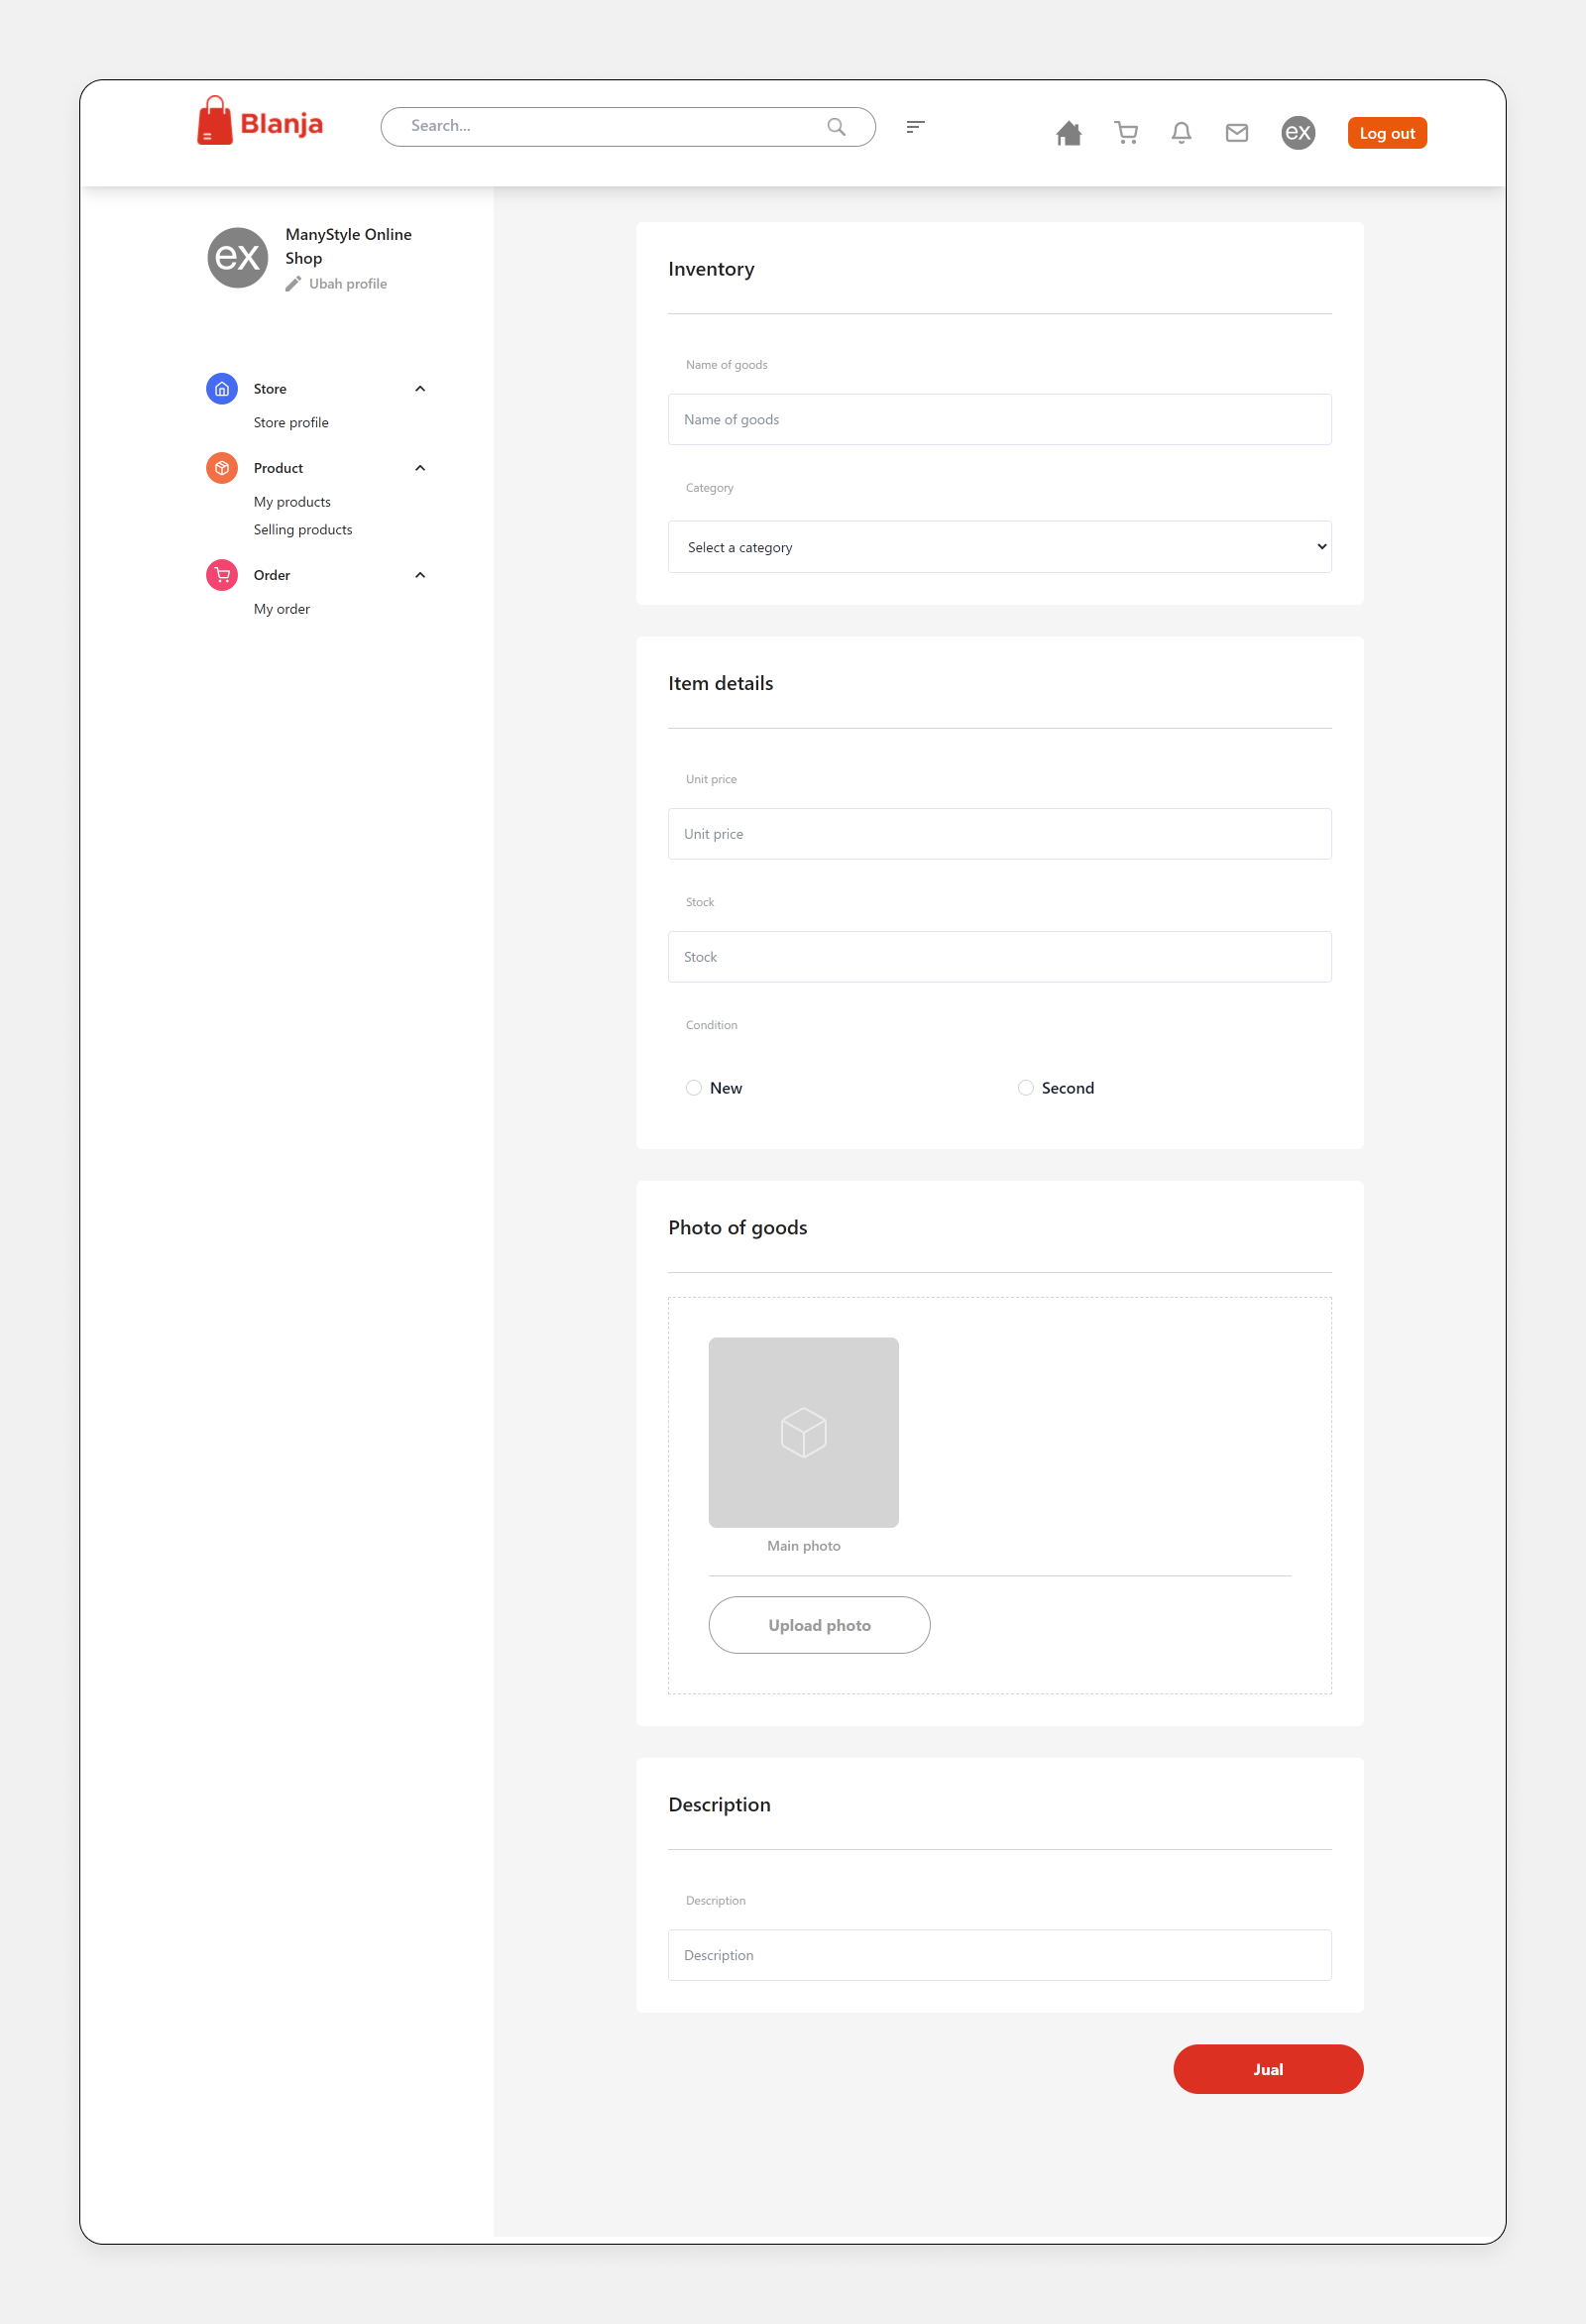 Blanja
Search...
ex
Log out
ex
ManyStyle Online
Shop
Ubah profile
Store
Store profile
Product
My products
Selling products
Order
My order
Inventory
Name of goods
Name of goods
Category
Select a category
Item details
Unit price
Unit price
Stock
Stock
Condition
New
Second
Photo of goods
Main photo
Upload photo
Description
Description
Description
Jual